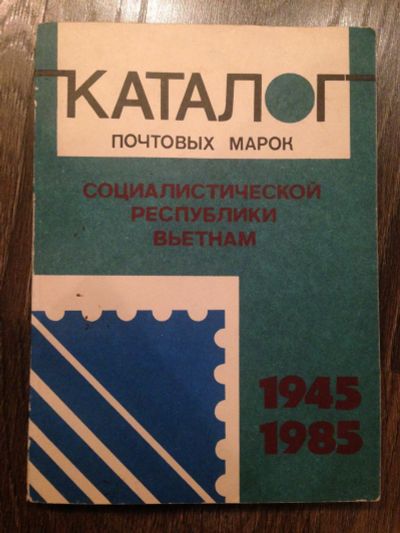 КАТАЛОГ
ПОЧТОВЫХ МАРОК
СОЦИАЛИСТИЧЕСКОЙ
РЕСПУБЛИКИ
ВЬЕТНАМ
1945
1985